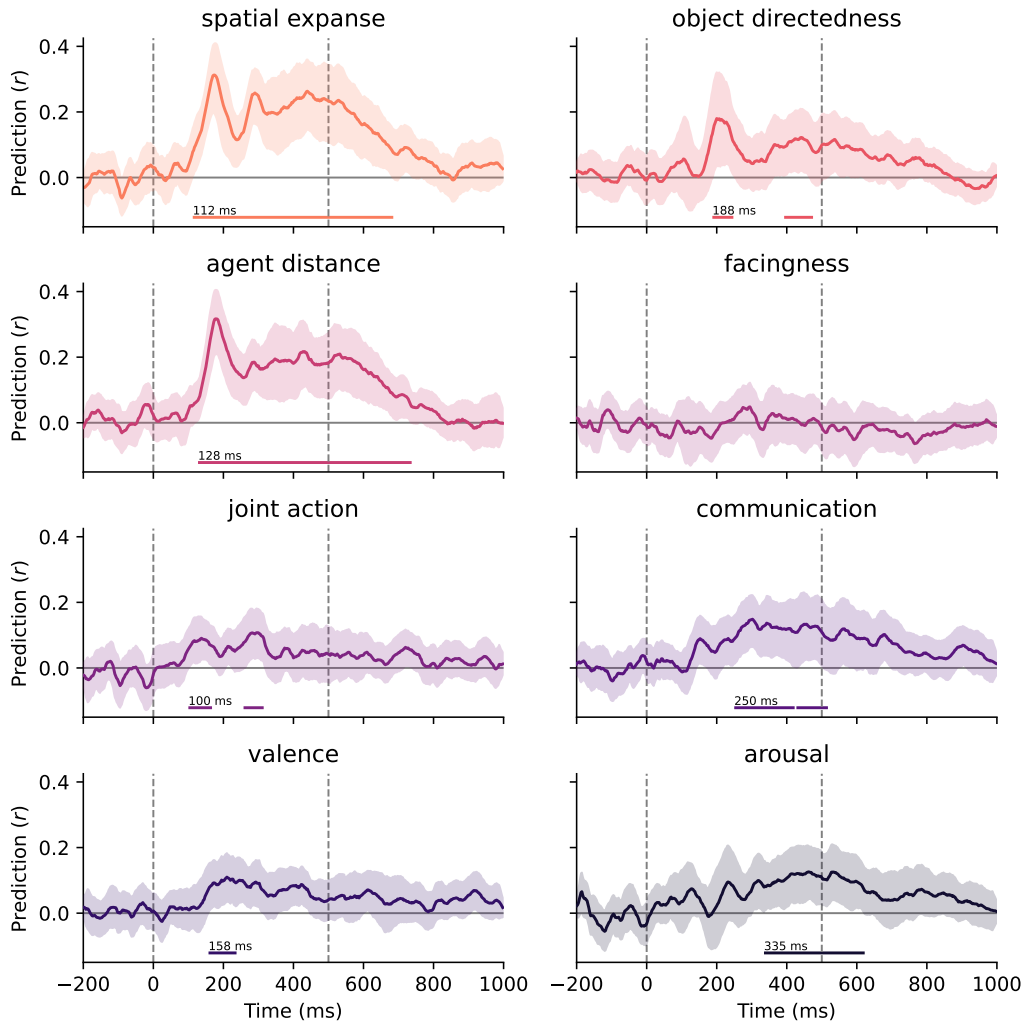 spatial expanse
object directedness
Prediction (r)
0.4
0.2
0.0
112 ms
188 ms
agent distance
facingness
Prediction (r)
0.4
0.2
0.0
128 ms
joint action
communication
Prediction (r)
0.4
0.2
0.0
100 ms
250 ms
valence
arousal
Prediction (r)
0.4
0.2
0.0
158 ms
335 ms
−200 0 200 400 600 800 1000
−200 0 200 400 600 800 1000
Time (ms)
Time (ms)